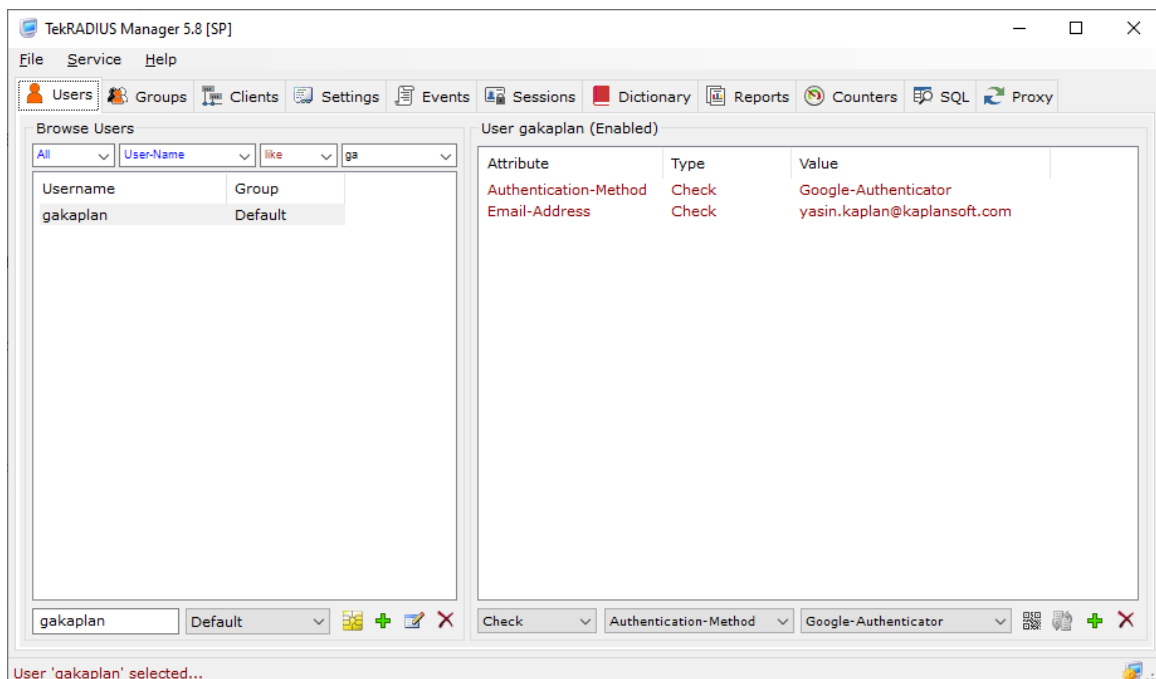 TekRADIUS Manager 5.8 [SP]
File Service Help
Users Groups Clients Settings Events Sessions Dictionary Reports Counters SQL Proxy
Browse Users
All User-Name like ga
Username Group
gakaplan Default
gakaplan Default
User gakaplan (Enabled)
Attribute Type Value
Authentication-Method Check Google-Authenticator
Email-Address Check yasin.kaplan@kaplansoft.com
Check Authentication-Method Google-Authenticator
User 'gakaplan' selected...